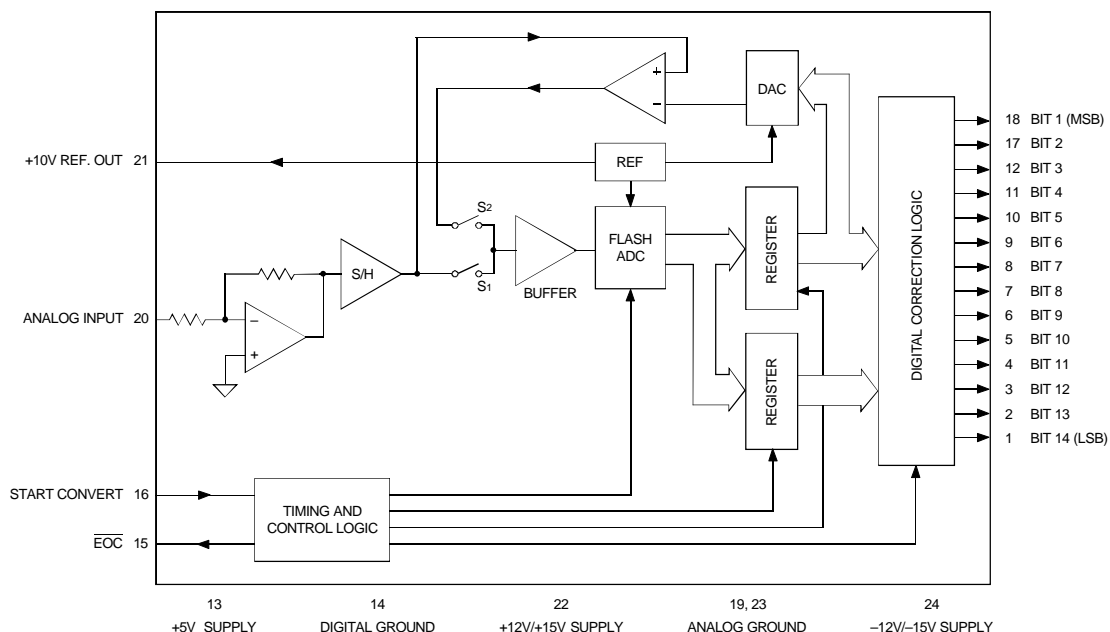 +
–
DAC
18 BIT 1 (MSB)
17 BIT 2
12 BIT 3
11 BIT 4
10 BIT 5
9 BIT 6
8 BIT 7
7 BIT 8
6 BIT 9
5 BIT 10
4 BIT 11
3 BIT 12
2 BIT 13
1 BIT 14 (LSB)
+10V REF. OUT 21
REF
S2
FLASH
ADC
REGISTER
DIGITAL CORRECTION LOGIC
S/H
S1
BUFFER
ANALOG INPUT 20
–
+
REGISTER
START CONVERT 16
TIMING AND
CONTROL LOGIC
EOC 15
13
+5V SUPPLY
14
DIGITAL GROUND
22
+12V/+15V SUPPLY
19, 23
ANALOG GROUND
24
–12V/–15V SUPPLY